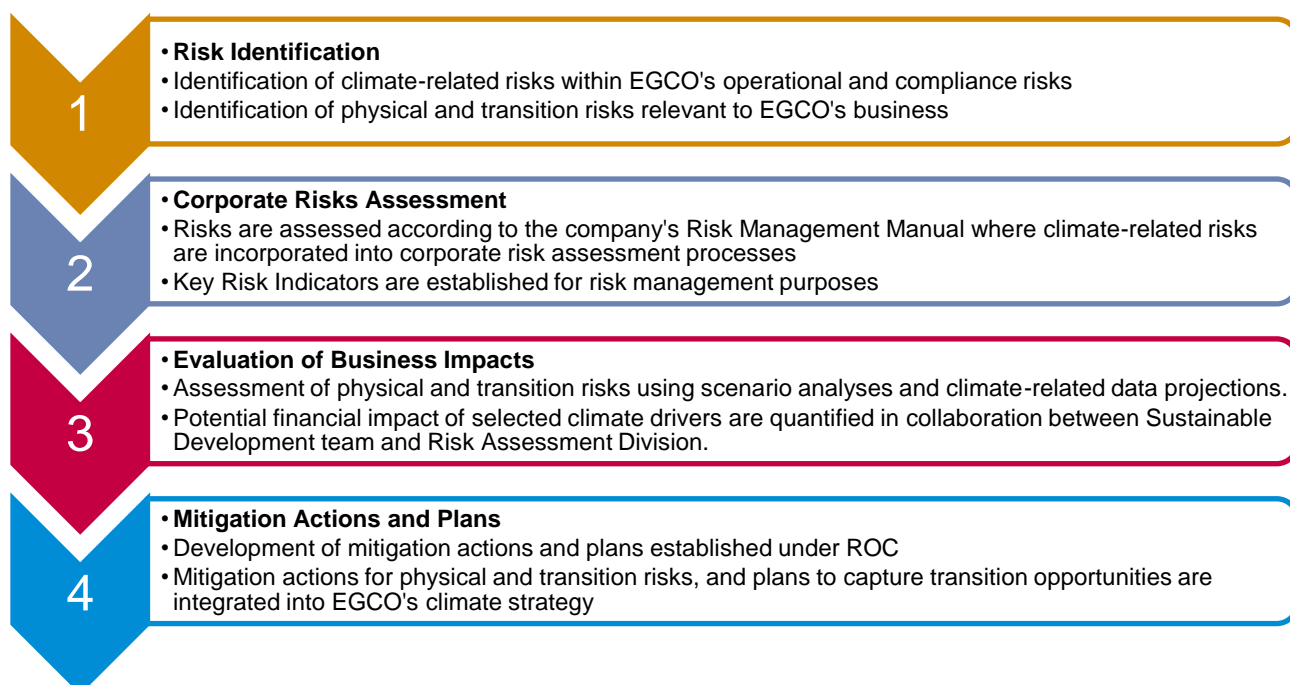 1
• Risk Identification
• Identification of climate-related risks within EGCO's operational and compliance risks
• Identification of physical and transition risks relevant to EGCO's business
2
• Corporate Risks Assessment
• Risks are assessed according to the company's Risk Management Manual where climate-related risks
are incorporated into corporate risk assessment processes
• Key Risk Indicators are established for risk management purposes
3
• Evaluation of Business Impacts
• Assessment of physical and transition risks using scenario analyses and climate-related data projections.
• Potential financial impact of selected climate drivers are quantified in collaboration between Sustainable
Development team and Risk Assessment Division.
4
• Mitigation Actions and Plans
• Development of mitigation actions and plans established under ROC
• Mitigation actions for physical and transition risks, and plans to capture transition opportunities are
integrated into EGCO's climate strategy